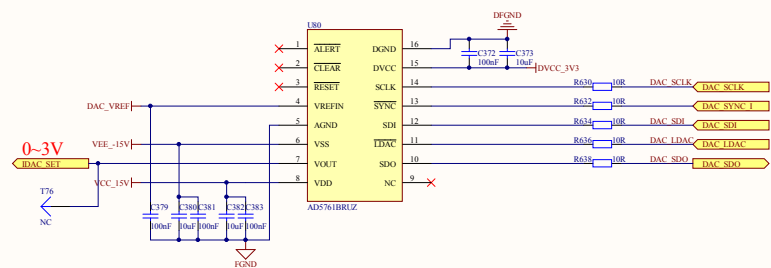 U80
DFGND
1 ALERT DGND 16
C372 100nF
C373 10uF
2 CLEAR DVCC 15 DVCC_3V3
3 RESET SCLK 14 R630 10R DAC_SCLK DAC_SCLK
DAC_VREF 4 VREFIN SYNC 13 R632 10R DAC_SYNC_1
5 AGND SDI 12 R634 10R DAC_SDI DAC_SDI
VEE_-15V 6 VSS LDAC 11 R636 10R DAC_LDAC DAC_LDAC
0~3V
IDAC_SET 7 VOUT SDO 10 R638 10R DAC_SDO DAC_SDO
VCC_15V 8 VDD NC 9
T76
NC
AD5761BRUZ
C379 C380 C381 C382 C383
100nF 10uF 100nF 10uF 100nF
FGND